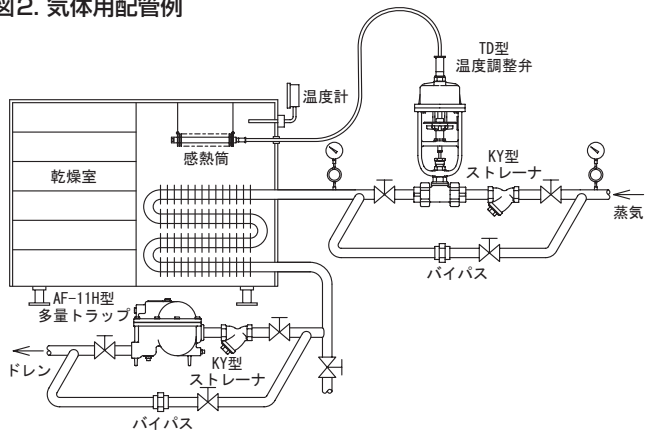 図2. 気体用配管例
TD型
温度調整弁
温度計
感熱筒
乾燥室
KY型
ストレーナ
蒸気
バイパス
AF-11H型
多量トラップ
ドレン
KY型
ストレーナ
バイパス